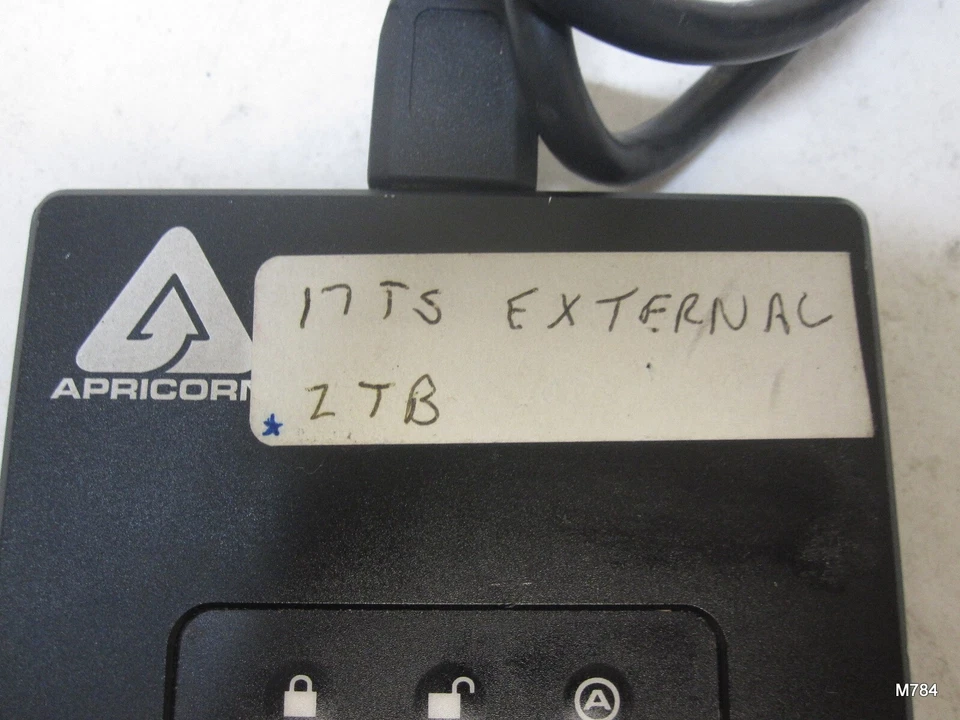 APRICORN
17TS EXTERNAL
2TB
A
M784